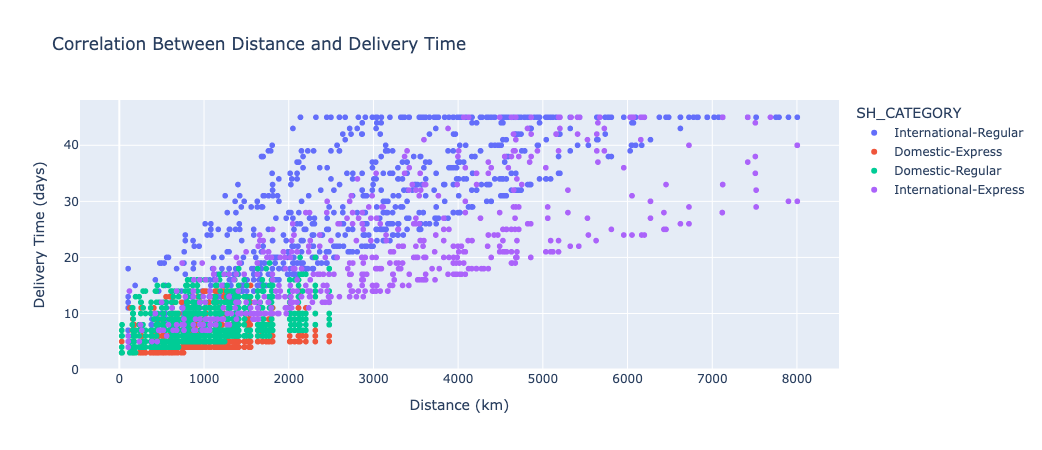 Correlation Between Distance and Delivery Time
SH_CATEGORY
International-Regular
Domestic-Express
Domestic-Regular
International-Express
Delivery Time (days)
40
30
20
10
0
0 1000 2000 3000 4000 5000 6000 7000 8000
Distance (km)